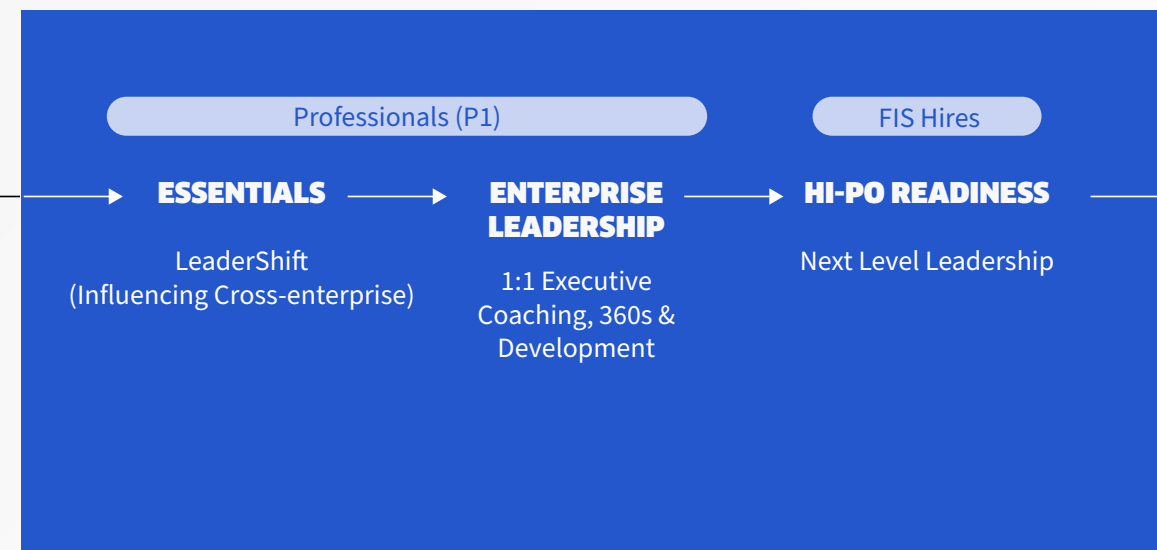 Professionals (P1)
FIS Hires
ESSENTIALS
LeaderShift
(Influencing Cross-enterprise)
ENTERPRISE
LEADERSHIP
1:1 Executive
Coaching, 360s &
Development
HI-PO READINESS
Next Level Leadership